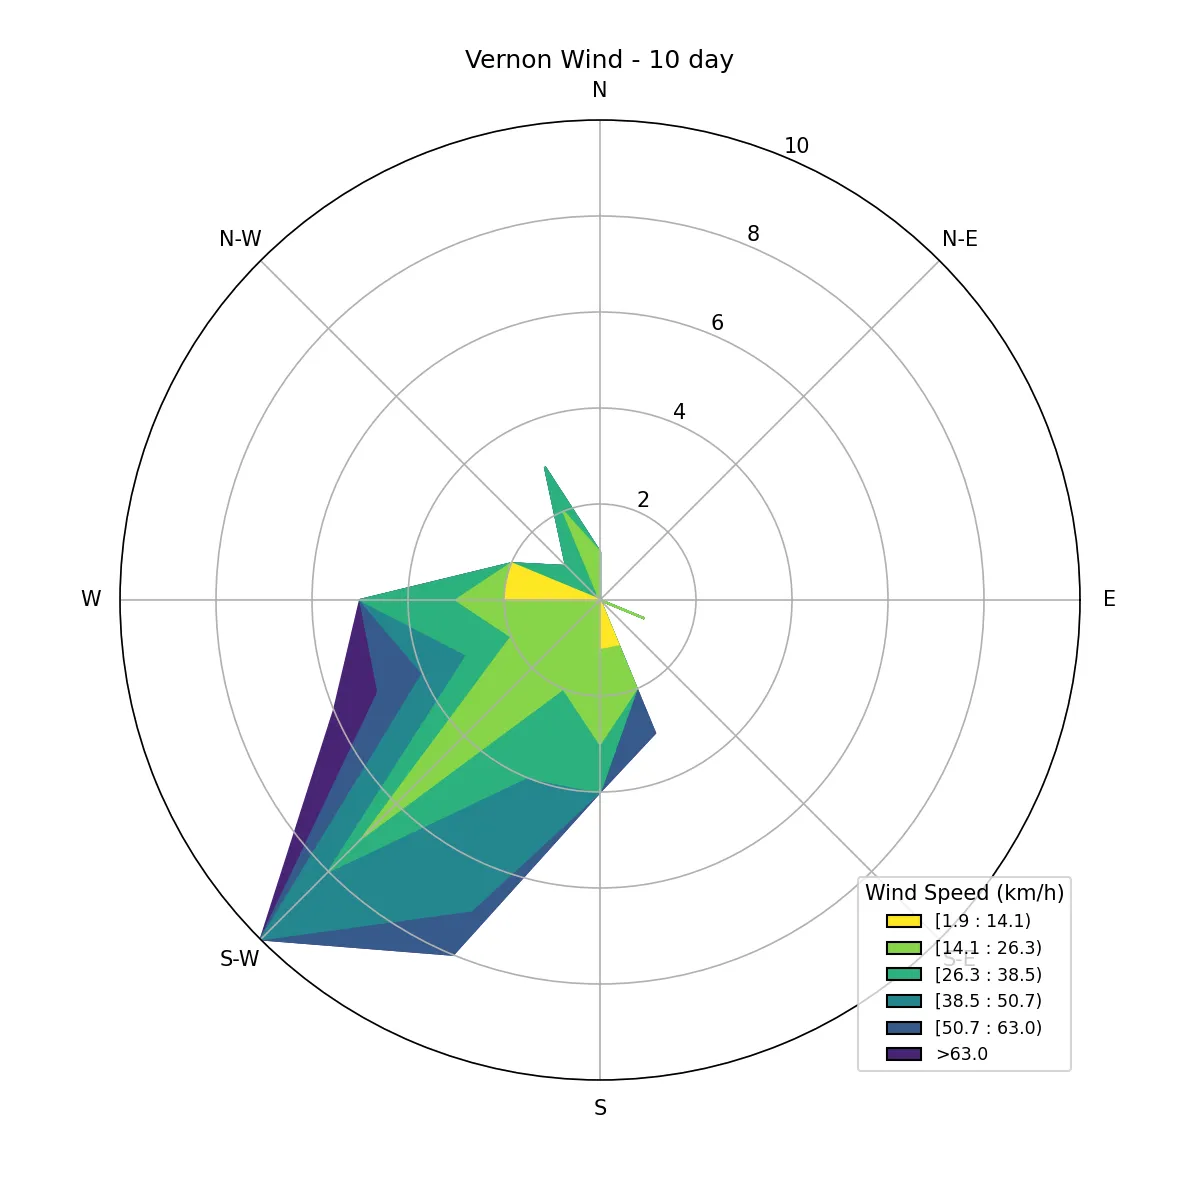 Vernon Wind - 10 day
N
10
N-W
N-E
8
6
4
2
W
E
S-W
S-E
S
Wind Speed (km/h)
[1.9 : 14.1)
[14.1 : 26.3)
[26.3 : 38.5)
[38.5 : 50.7)
[50.7 : 63.0)
>63.0